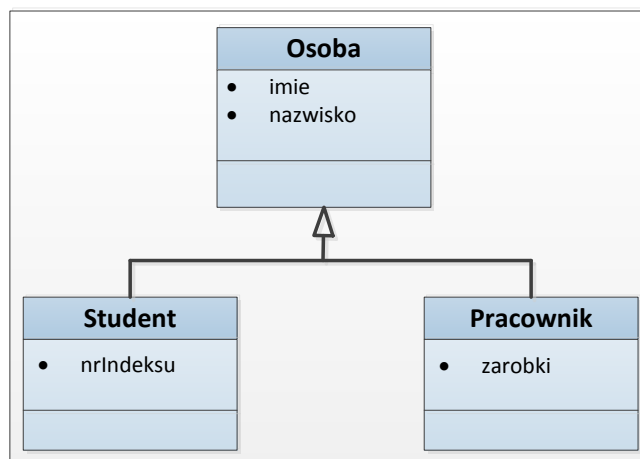 Osoba
• imie
• nazwisko
Student
• nrIndeksu
Pracownik
• zarobki